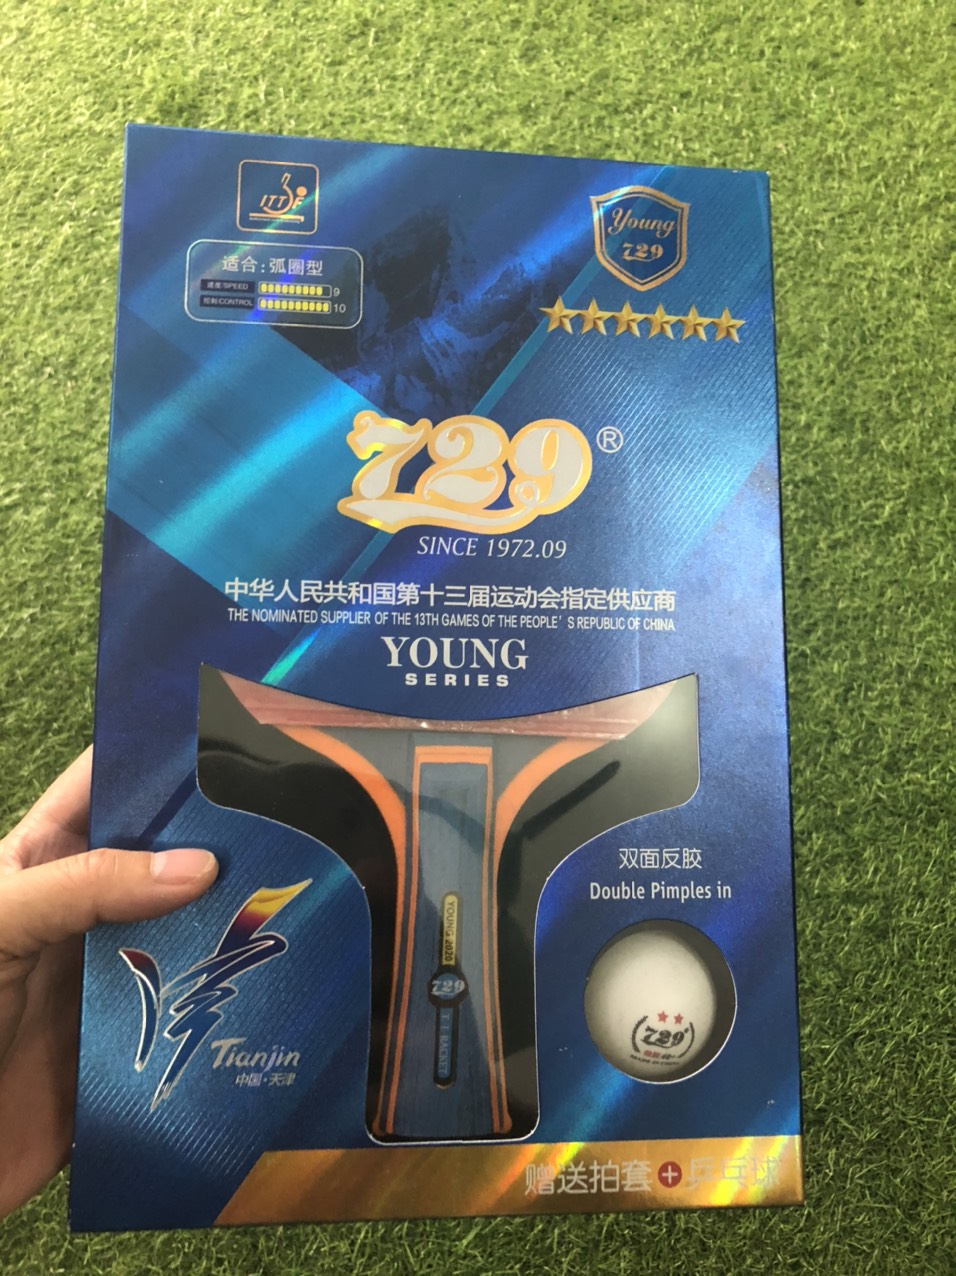 ITTF
Young
729
适合:弧圈型
速度/SPEED 9
控制/CONTROL 10
729®
SINCE 1972.09
中华人民共和国第十三届运动会指定供应商
THE NOMINATED SUPPLIER OF THE 13TH GAMES OF THE PEOPLE' S REPUBLIC OF CHINA
YOUNG
SERIES
双面反胶
Double Pimples in
YOUNG 2020
729
729
Tianjin
中国·天津
赠送拍套+乒乓球